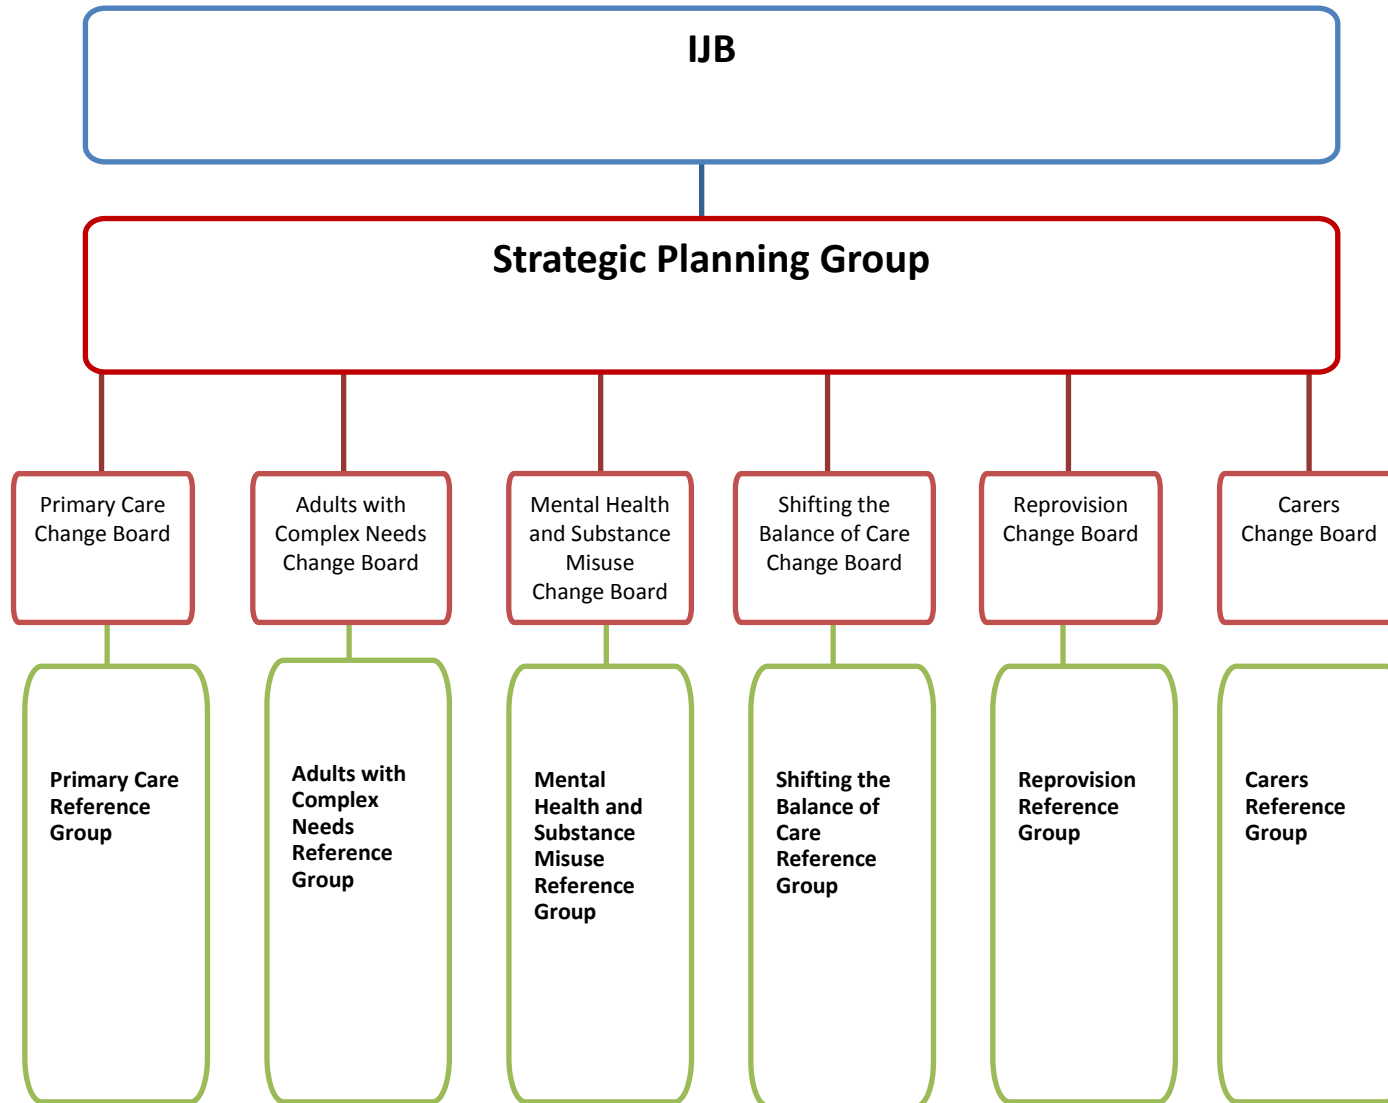 IJB
Strategic Planning Group
Primary Care
Change Board
Adults with
Complex Needs
Change Board
Mental Health
and Substance
Misuse
Change Board
Shifting the
Balance of Care
Change Board
Reprovision
Change Board
Carers
Change Board
Primary Care
Reference
Group
Adults with
Complex
Needs
Reference
Group
Mental
Health and
Substance
Misuse
Reference
Group
Shifting the
Balance of
Care
Reference
Group
Reprovision
Reference
Group
Carers
Reference
Group